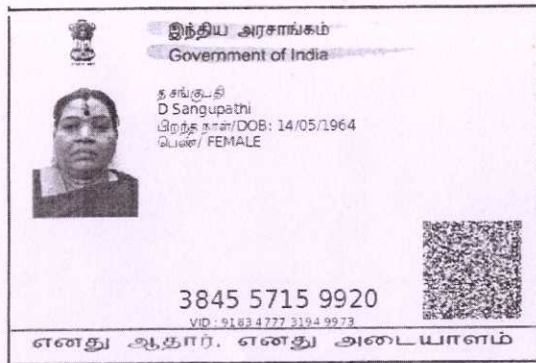 இந்திய அரசாங்கம்
Government of India
த சங்குபதி
D Sangupathi
பிறந்த நாள்/DOB: 14/05/1964
பெண்/ FEMALE
3845 5715 9920
VID : 9183 4777 3194 9973
எனது ஆதார், எனது அடையாளம்